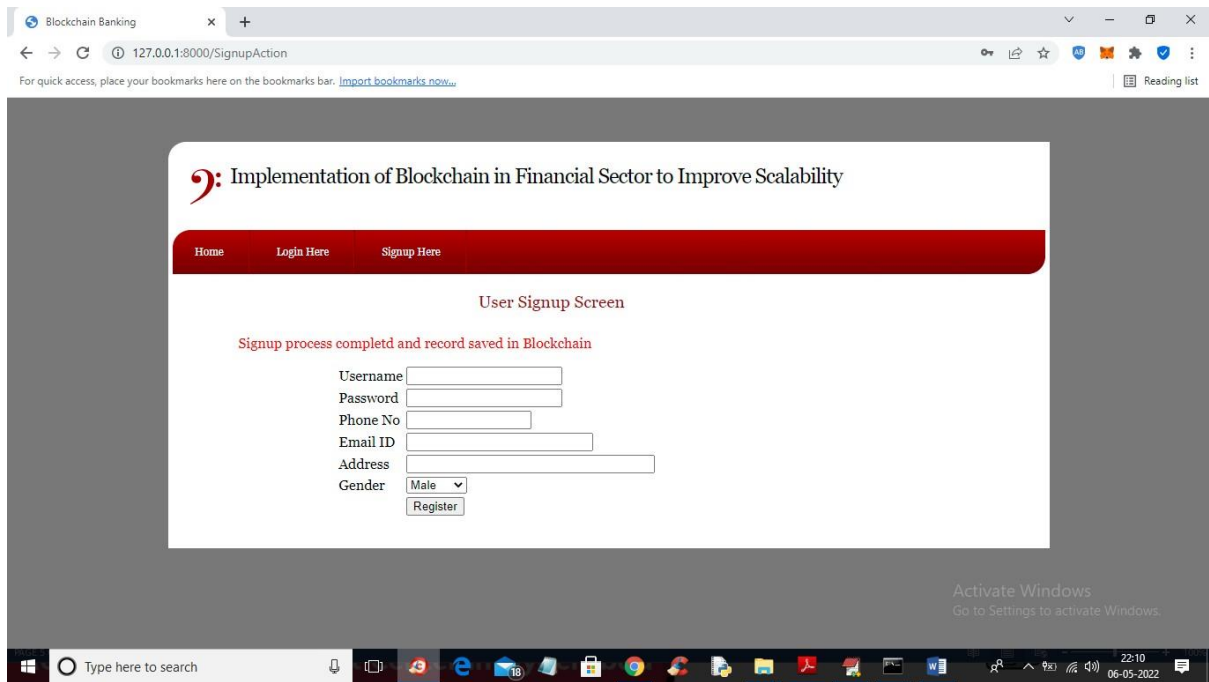 Blockchain Banking
127.0.0.1:8000/SignupAction
AB
For quick access, place your bookmarks here on the bookmarks bar. Import bookmarks now...
Reading list
Implementation of Blockchain in Financial Sector to Improve Scalability
Home Login Here Signup Here
User Signup Screen
Signup process completd and record saved in Blockchain
Username
Password
Phone No
Email ID
Address
Gender Male
Register
Activate Windows
Go to Settings to activate Windows.
Type here to search
18
W
22:10
06-05-2022
100%